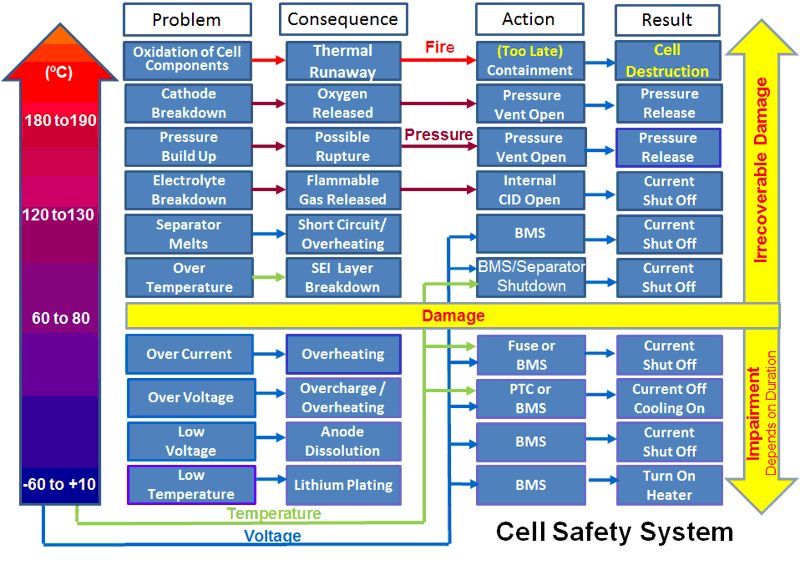 Problem
Consequence
Action
Result
(ºC)
180 to190
120 to130
60 to 80
-60 to +10
Oxidation of Cell
Components
Thermal
Runaway
Fire
(Too Late)
Containment
Cell
Destruction
Cathode
Breakdown
Oxygen
Released
Pressure
Vent Open
Pressure
Release
Pressure
Build Up
Possible
Rupture
Pressure
Pressure
Vent Open
Pressure
Release
Electrolyte
Breakdown
Flammable
Gas Released
Internal
CID Open
Current
Shut Off
Separator
Melts
Short Circuit/
Overheating
BMS
Current
Shut Off
Over
Temperature
SEI Layer
Breakdown
BMS/Separator
Shutdown
Current
Shut Off
Damage
Over Current
Overheating
Fuse or
BMS
Current
Shut Off
Over Voltage
Overcharge /
Overheating
PTC or
BMS
Current Off
Cooling On
Low
Voltage
Anode
Dissolution
BMS
Current
Shut Off
Low
Temperature
Lithium Plating
BMS
Turn On
Heater
Irrecoverable Damage
Impairment
Depends on Duration
Temperature
Voltage
Cell Safety System